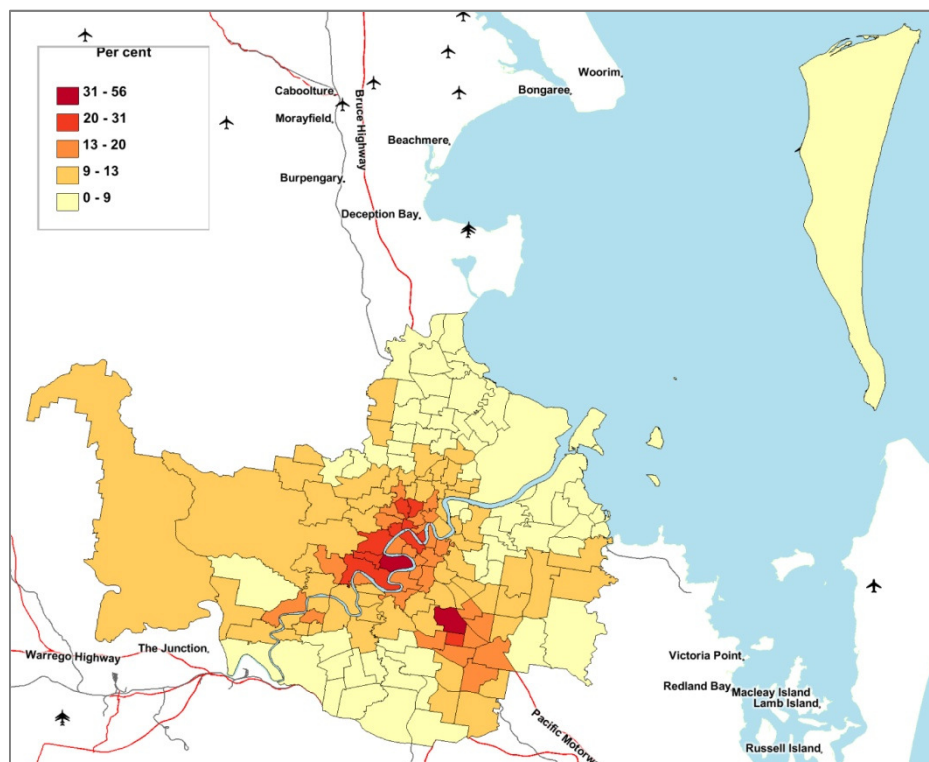 Per cent
31 - 56
20 - 31
13 - 20
9 - 13
0 - 9
Woorim
Bongaree
Caboolture
Morayfield
Bruce Highway
Beachmere
Burpengary
Deception Bay
Warrego Highway
The Junction
Victoria Point
Redland Bay
Macleay Island
Lamb Island
Russell Island
Pacific Motorw